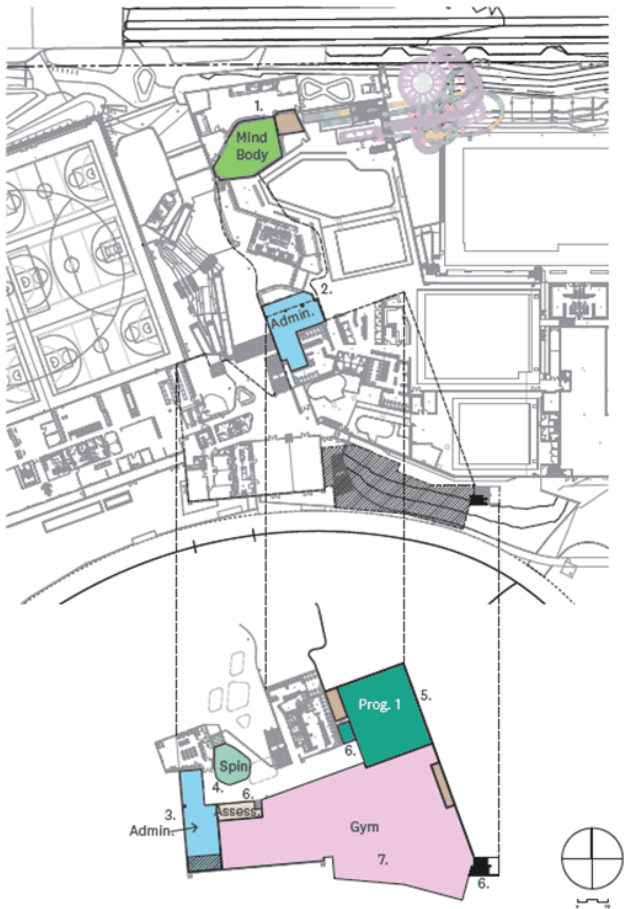 1.
Mind
Body
2.
Admin.
Prog. 1
5.
6.
Spin
4.
6.
3.
Assess.
Admin.
Gym
7.
6.